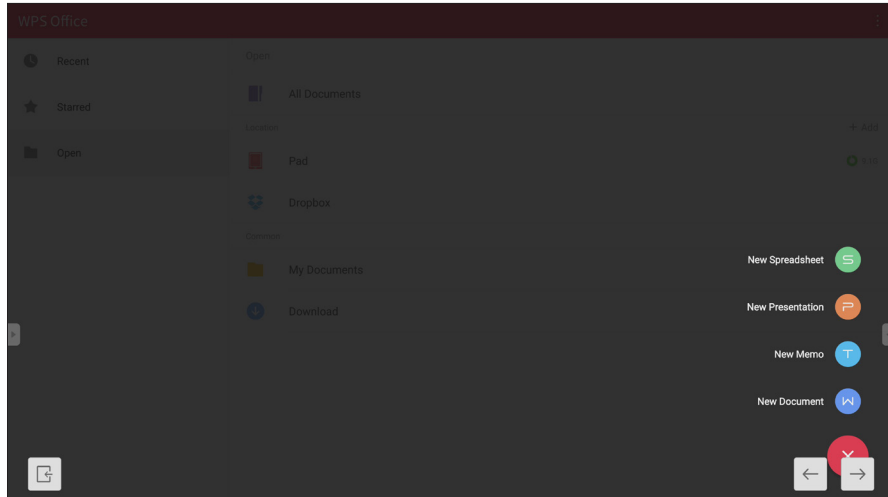 WPS Office
Recent
Starred
Open
Open
All Documents
Location
+ Add
Pad
Dropbox
Common
My Documents
Download
New Spreadsheet
New Presentation
New Memo
New Document